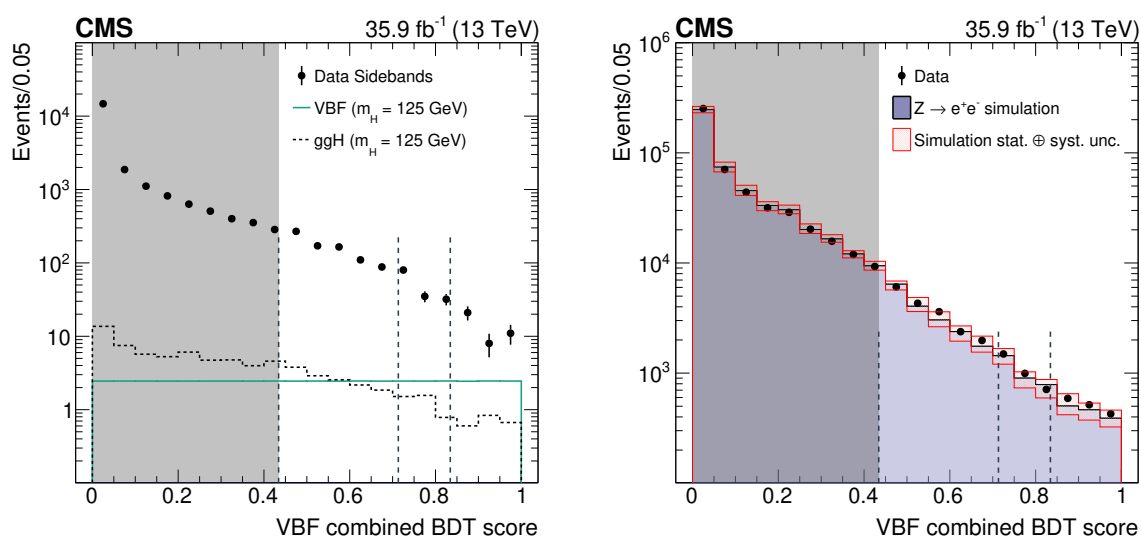 CMS 35.9 fb⁻¹ (13 TeV)
Events/0.05
10⁴
10³
10²
10
1
Data Sidebands
VBF (m_H = 125 GeV)
ggH (m_H = 125 GeV)
0 0.2 0.4 0.6 0.8 1
VBF combined BDT score
CMS 35.9 fb⁻¹ (13 TeV)
Events/0.05
10⁶
10⁵
10⁴
10³
Data
Z → e⁺e⁻ simulation
Simulation stat. ⊕ syst. unc.
0 0.2 0.4 0.6 0.8 1
VBF combined BDT score